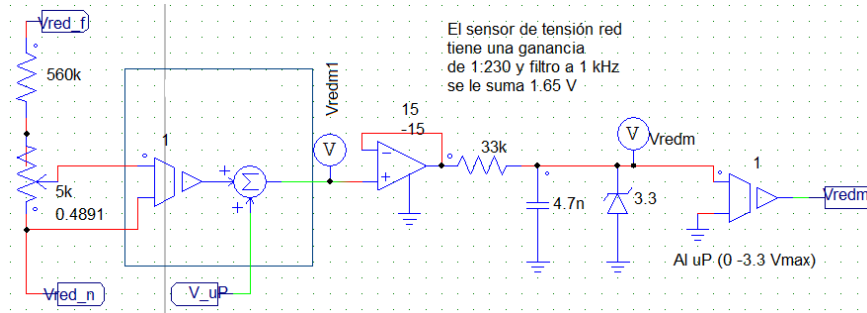 Vred_f
El sensor de tensión red
tiene una ganancia
de 1:230 y filtro a 1 kHz
se le suma 1.65 V
560k
Vredm1
1
15
-15
V
33k
V
Vredm
1
5k
0.4891
4.7n
3.3
Vredm
Al uP (0 -3.3 Vmax)
Vred_n
V_uP